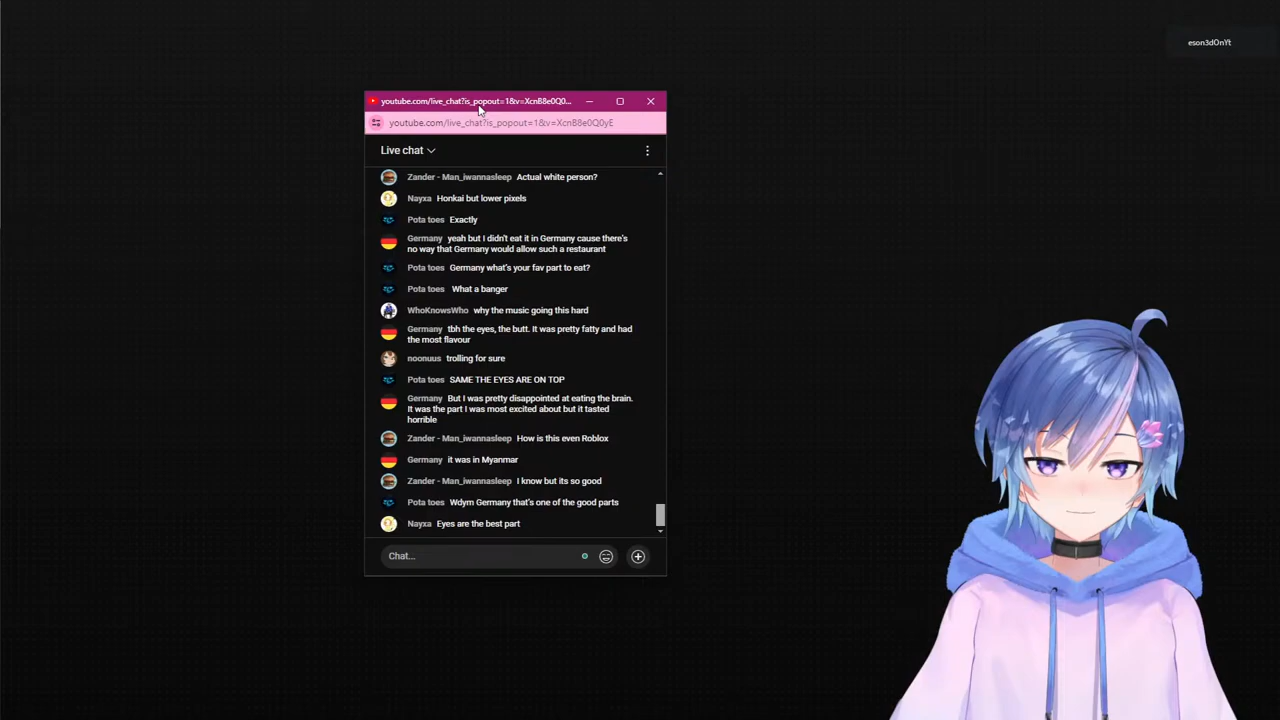 eson3dOnYt
youtube.com/live_chat?is_popout=1&v=XcnB8e0Q0...
youtube.com/live_chat?is_popout=1&v=XcnB8e0Q0yE
Live chat
Zander - Man_iwannasleep Actual white person?
Nayxa Honkai but lower pixels
Pota toes Exactly
Germany yeah but I didn't eat it in Germany cause there's
no way that Germany would allow such a restaurant
Pota toes Germany what's your fav part to eat?
Pota toes What a banger
WhoKnowsWho why the music going this hard
Germany tbh the eyes, the butt. It was pretty fatty and had
the most flavour
noonuus trolling for sure
Pota toes SAME THE EYES ARE ON TOP
Germany But I was pretty disappointed at eating the brain.
It was the part I was most excited about but it tasted
horrible
Zander - Man_iwannasleep How is this even Roblox
Germany it was in Myanmar
Zander - Man_iwannasleep I know but its so good
Pota toes Wdym Germany that's one of the good parts
Nayxa Eyes are the best part
Chat...